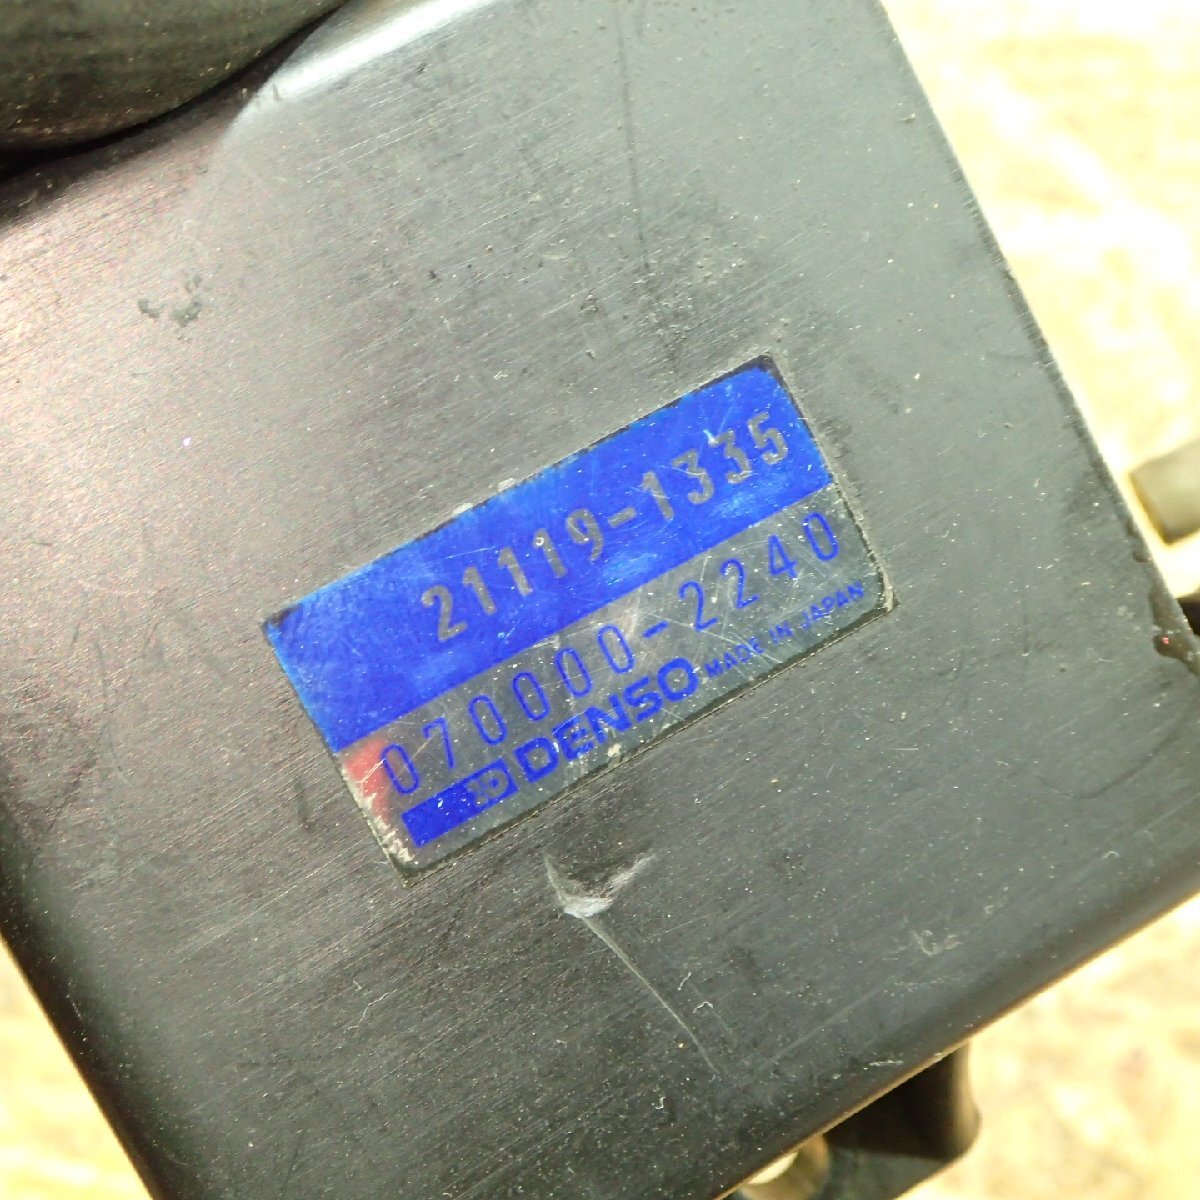 21119-1335
070000-2240
DENSO MADE IN JAPAN